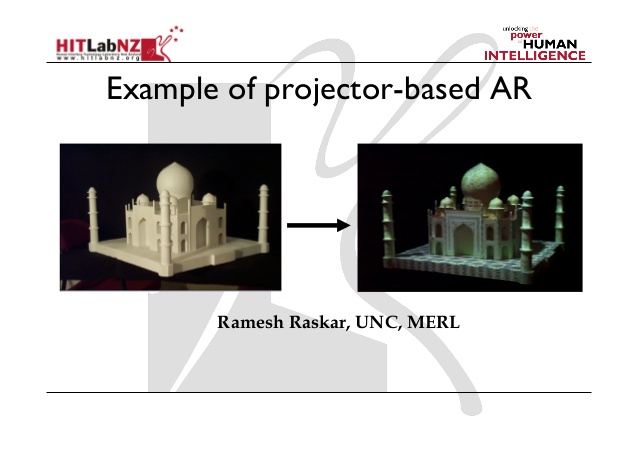 HITLabNZ
www.hitlabnz.org
unlocking the
power
of HUMAN
INTELLIGENCE
Example of projector-based AR
Ramesh Raskar, UNC, MERL